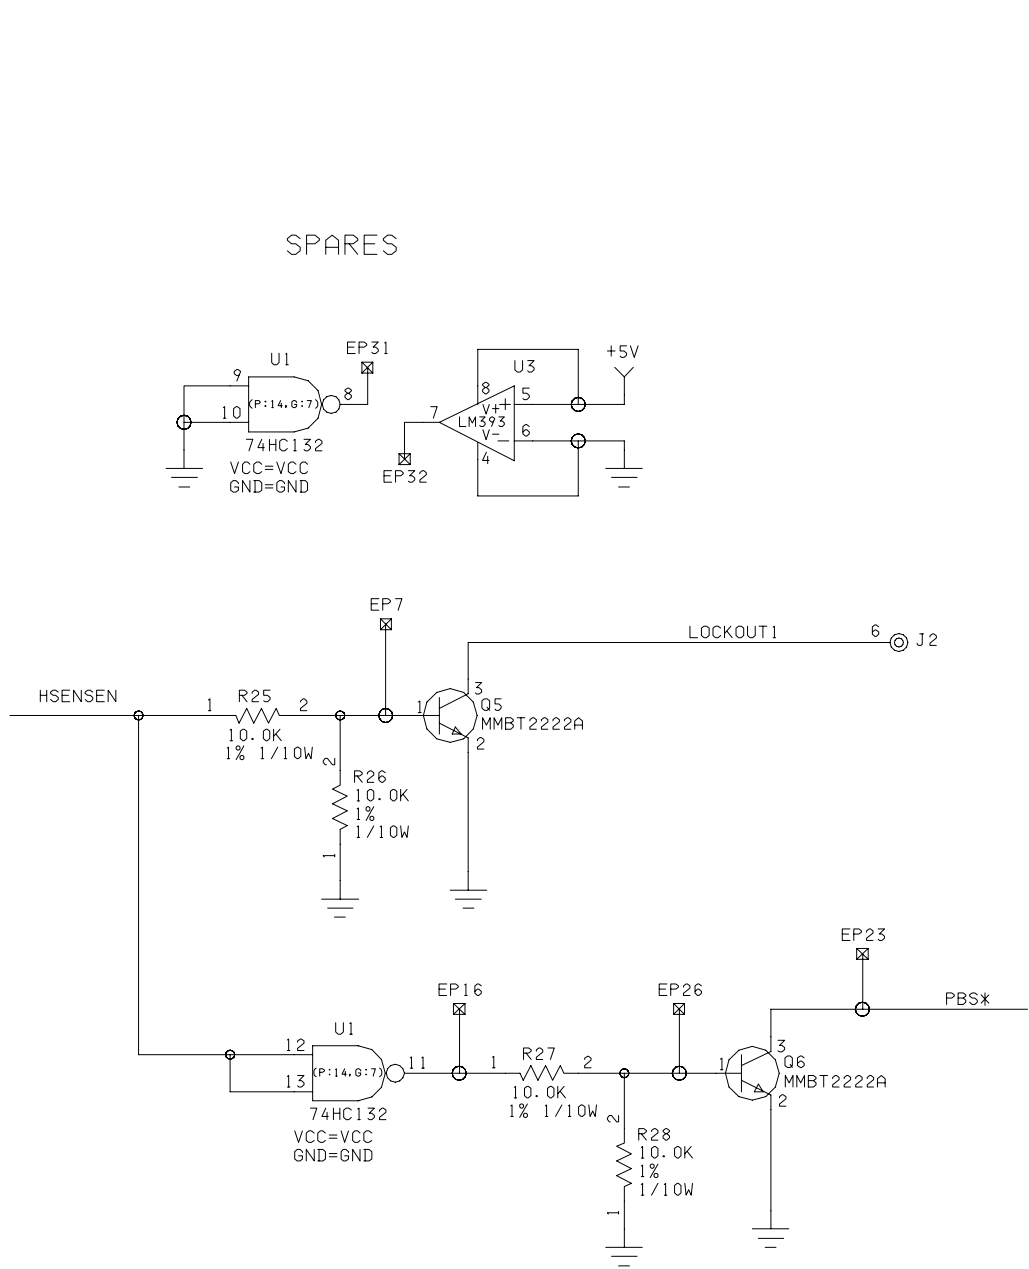 SPARES
U1
EP31
9
10
8
(P:14,G:7)
74HC132
VCC=VCC
GND=GND
U3
+5V
8
5
V+
+
7
LM393
6
V-
4
EP32
EP7
LOCKOUT1
6
J2
HSENSEN
1
R25
2
10.0K
1% 1/10W
3
1
Q5
MMBT2222A
2
2
R26
10.0K
1%
1/10W
1
EP23
PBS*
EP16
EP26
U1
12
13
11
(P:14,G:7)
74HC132
VCC=VCC
GND=GND
1
R27
2
10.0K
1% 1/10W
3
1
Q6
MMBT2222A
2
2
R28
10.0K
1%
1/10W
1